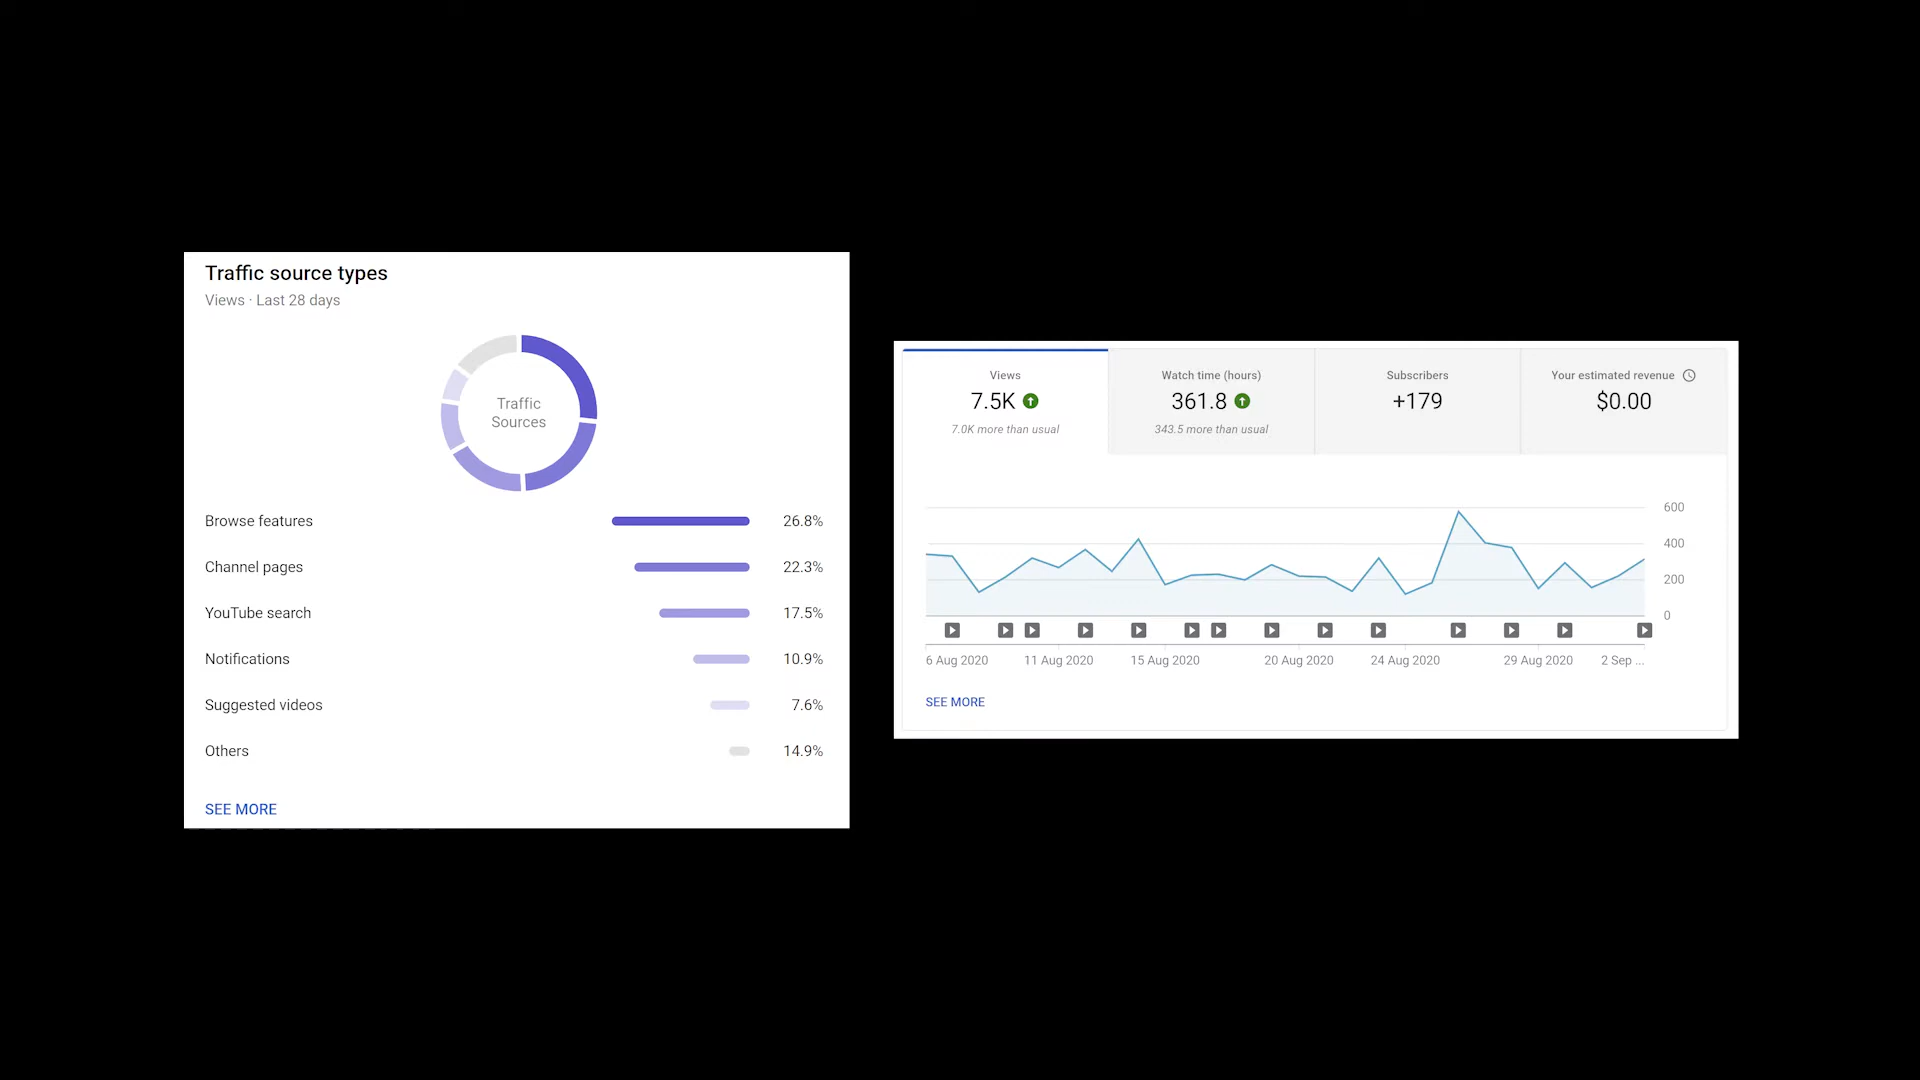 Traffic source types
Views · Last 28 days
Traffic
Sources
Browse features 26.8%
Channel pages 22.3%
YouTube search 17.5%
Notifications 10.9%
Suggested videos 7.6%
Others 14.9%
SEE MORE
Views
7.5K
7.0K more than usual
Watch time (hours)
361.8
343.5 more than usual
Subscribers
+179
Your estimated revenue
$0.00
600
400
200
0
6 Aug 2020 11 Aug 2020 15 Aug 2020 20 Aug 2020 24 Aug 2020 29 Aug 2020 2 Sep ...
SEE MORE